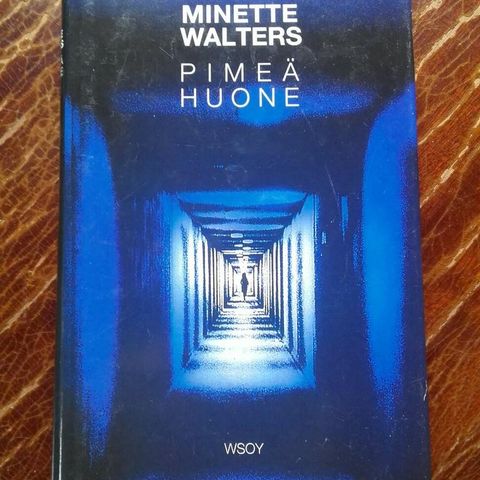 MINETTE
WALTERS
PIMEÄ
HUONE
WSOY